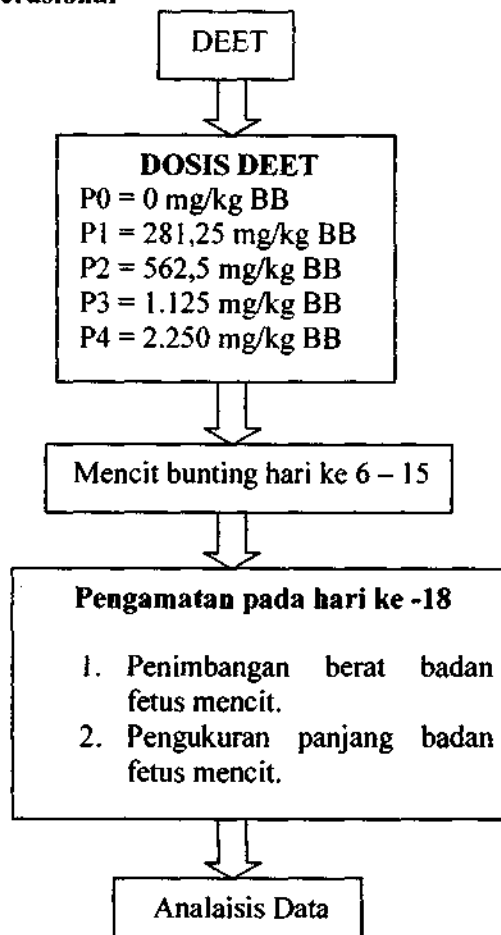 DEET
DOSIS DEET
P0 = 0 mg/kg BB
P1 = 281,25 mg/kg BB
P2 = 562,5 mg/kg BB
P3 = 1.125 mg/kg BB
P4 = 2.250 mg/kg BB
Mencit bunting hari ke 6 – 15
Pengamatan pada hari ke -18
1. Penimbangan berat badan
fetus mencit.
2. Pengukuran panjang badan
fetus mencit.
Analaisis Data